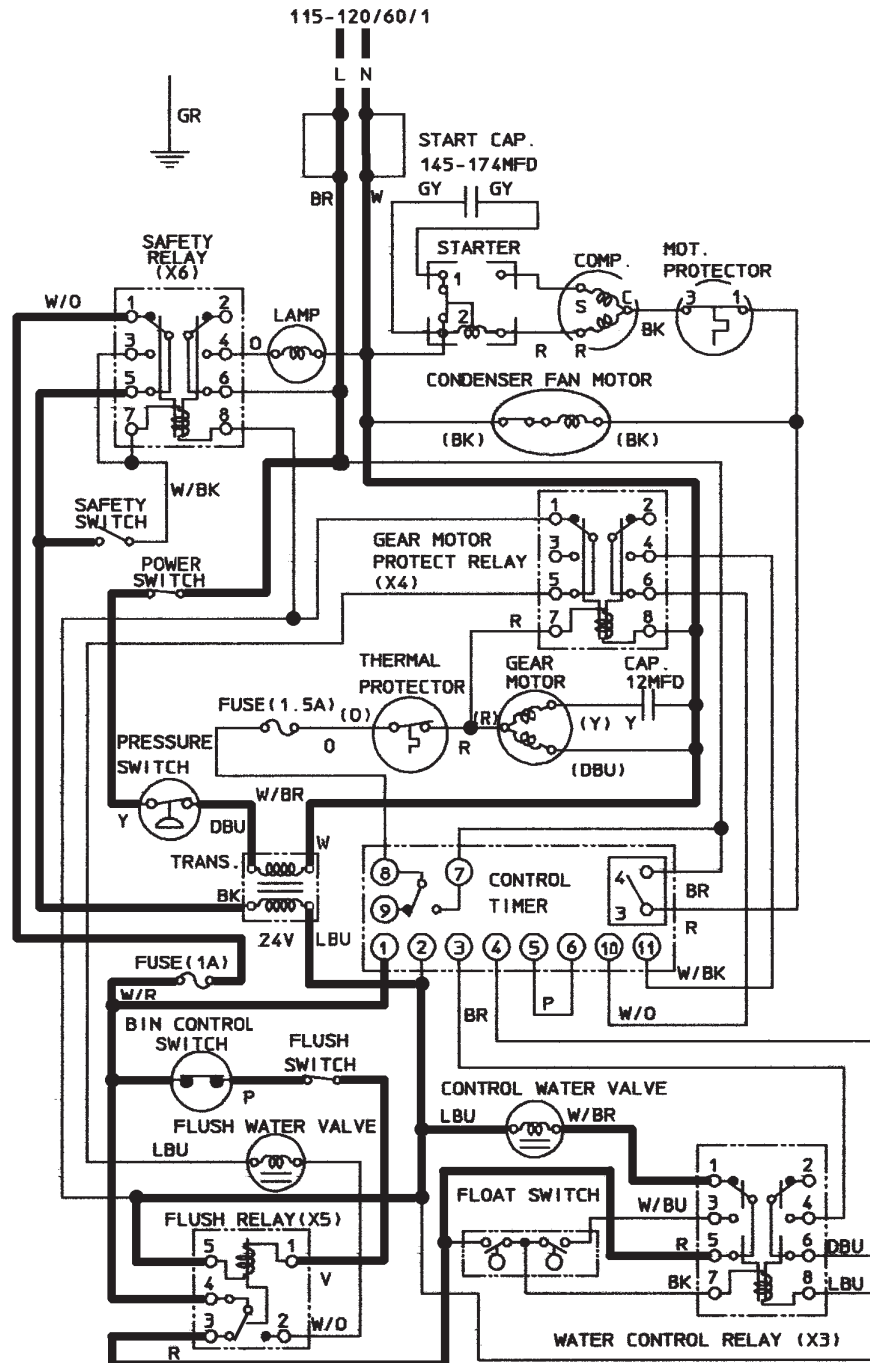 115-120/60/1
L N
GR
START CAP.
145-174MFD
GY GY
BR W
SAFETY
RELAY
(X6)
STARTER
COMP.
MOT.
PROTECTOR
W/O
1 2
LAMP
1
S C
3 1
3 4 O
2
R R
BK
5 6
CONDENSER FAN MOTOR
7 8
(BK) (BK)
W/BK
SAFETY
SWITCH
1 2
GEAR MOTOR
PROTECT RELAY
(X4)
3 4
POWER
SWITCH
5 6
R 7 8
THERMAL
PROTECTOR
GEAR
MOTOR
CAP.
12MFD
FUSE(1.5A) (O)
O
R (R) (Y) Y
(DBU)
PRESSURE
SWITCH
W/BR
Y DBU
W
TRANS.
8 7
CONTROL
TIMER
4 BR
BK
9
3 R
24V LBU
1 2 3 4 5 6 10 11
W/BK
FUSE(1A)
W/R
BR P W/O
BIN CONTROL
SWITCH
FLUSH
SWITCH
P
CONTROL WATER VALVE
LBU W/BR
FLUSH WATER VALVE
LBU
1 2
FLOAT SWITCH
W/BU 3 4
FLUSH RELAY(X5)
R 5 6 DBU
5 1
V
BK 7 8 LBU
4
3 2 W/O
R
WATER CONTROL RELAY (X3)